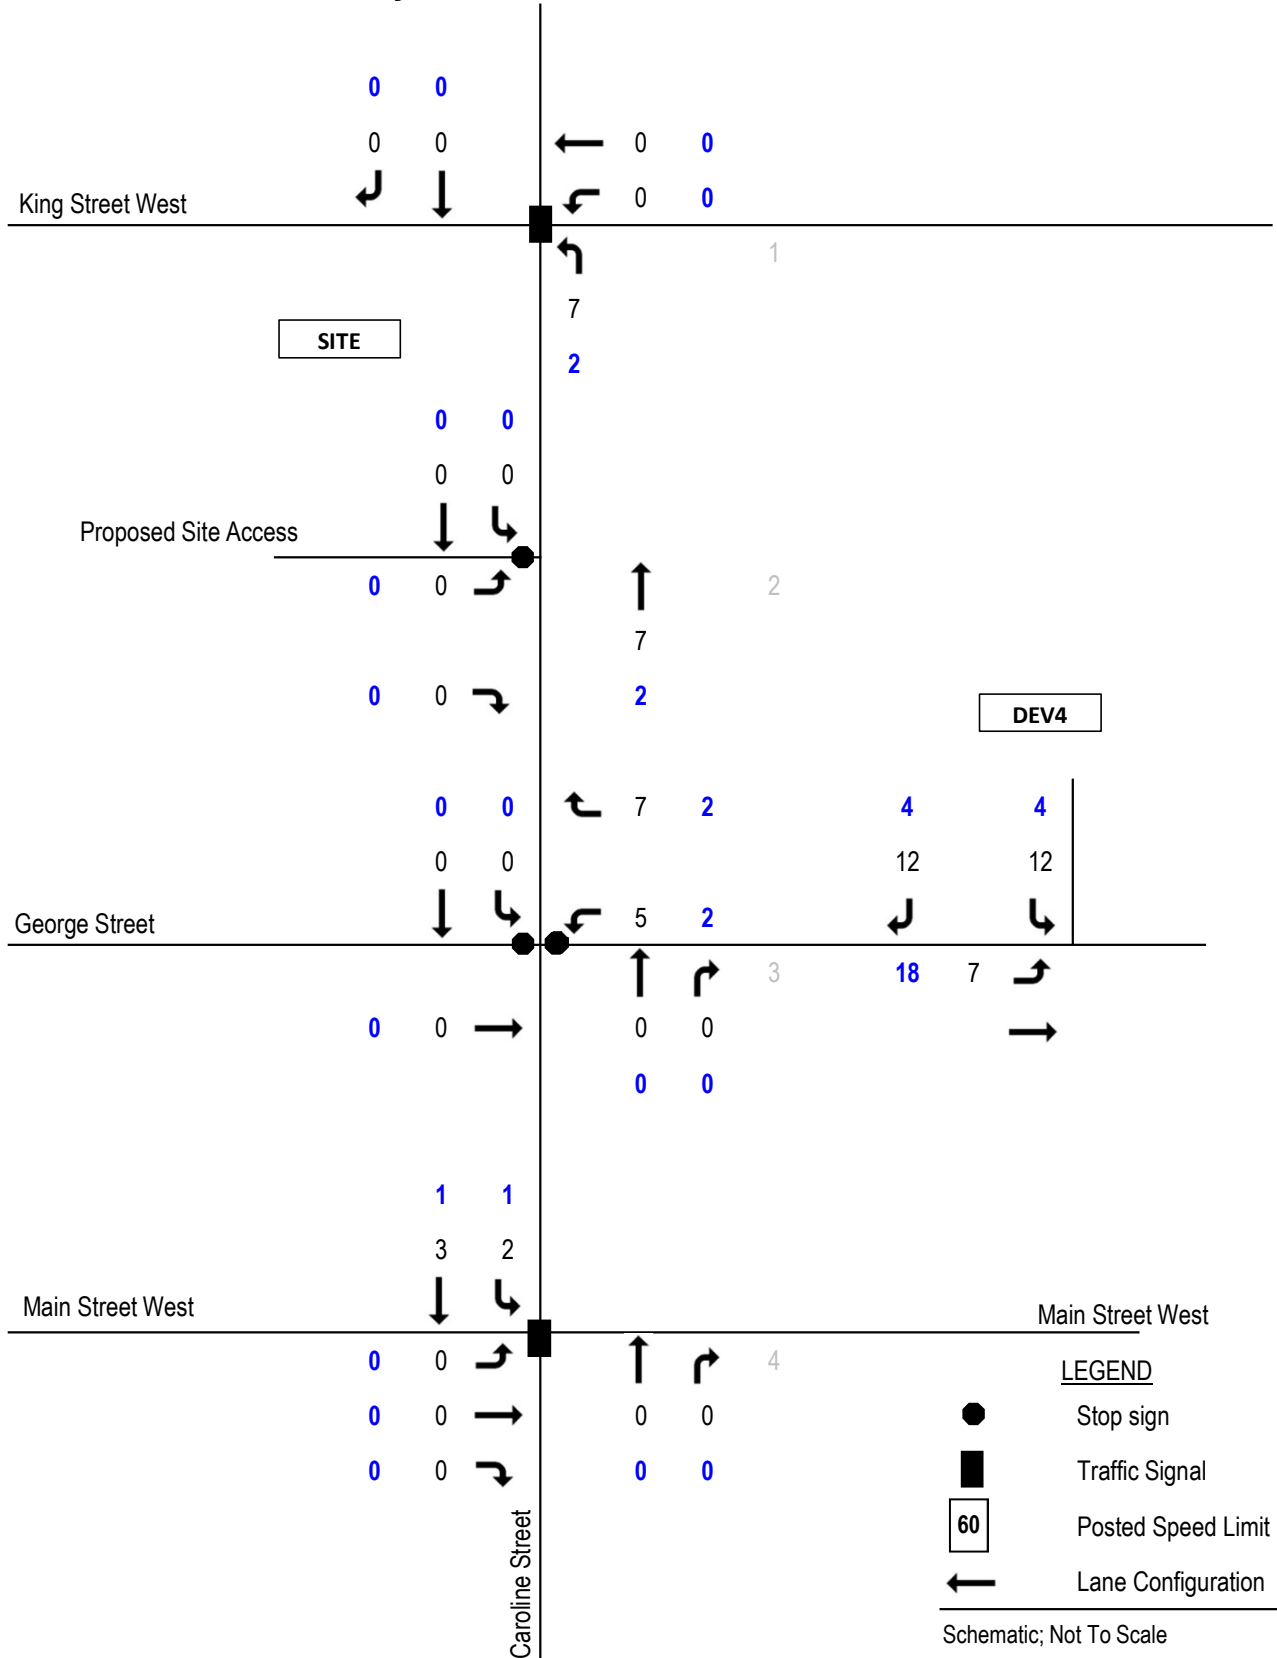 0 0
0 0 0 0
King Street West 0 0
1
7
SITE
2
0 0
0 0
Proposed Site Access
0 0 2
7
0 0 2
DEV4
0 0 7 2 4 4
0 0 12 12
George Street 5 2
3 18 7
0 0 0 0
0 0
1 1
3 2
Main Street West
Main Street West
0 0 4
LEGEND
0 0 0 0 Stop sign
0 0 0 0 Traffic Signal
60 Posted Speed Limit
Lane Configuration
Caroline Street
Schematic; Not To Scale